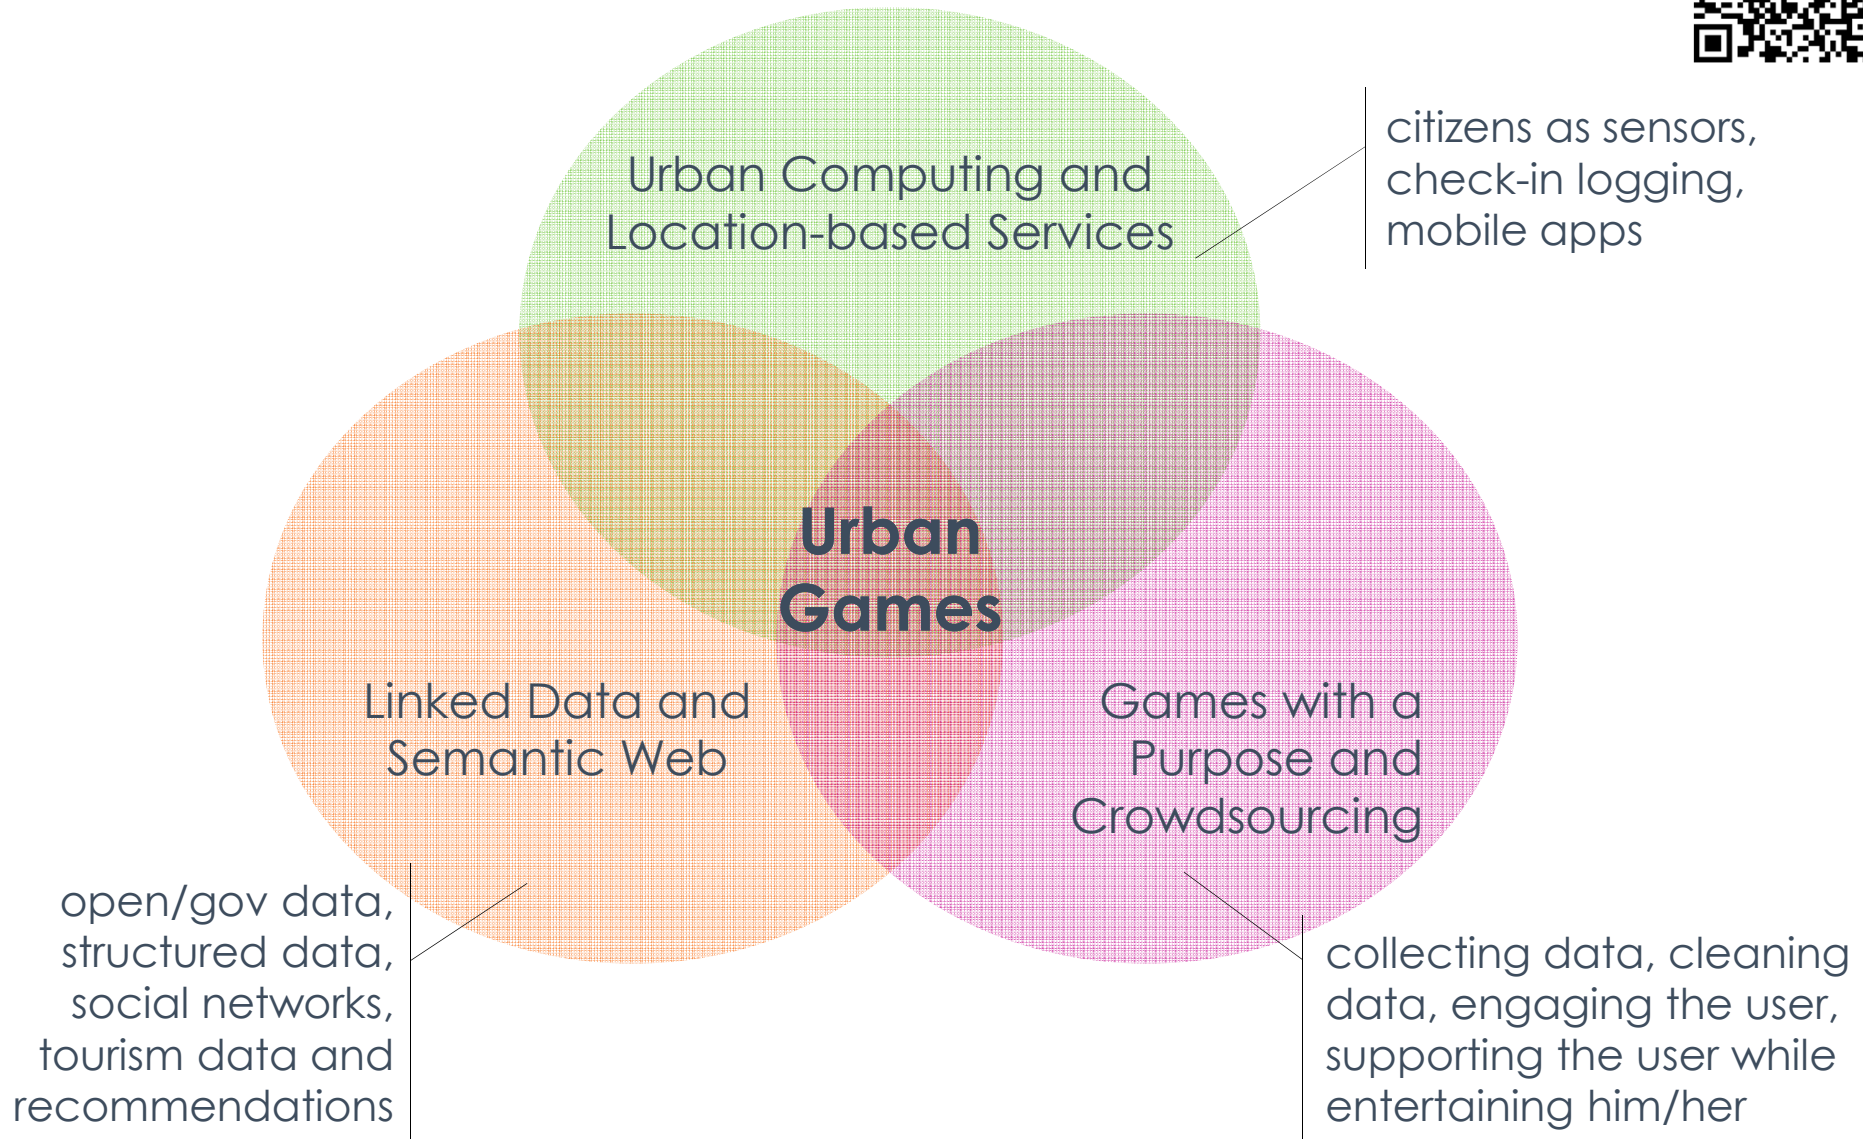 citizens as sensors,
check-in logging,
mobile apps
Urban Computing and
Location-based Services
Urban
Games
Linked Data and
Semantic Web
Games with a
Purpose and
Crowdsourcing
open/gov data,
structured data,
social networks,
tourism data and
recommendations
collecting data, cleaning
data, engaging the user,
supporting the user while
entertaining him/her